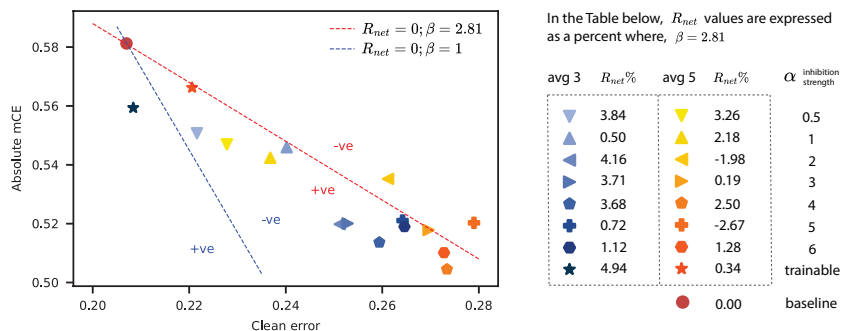 R_net = 0; β = 2.81
R_net = 0; β = 1
0.58
0.56
0.54
0.52
0.50
Absolute mCE
-ve
+ve
-ve
+ve
0.20
0.22
0.24
0.26
0.28
Clean error
In the Table below, R_net values are expressed
as a percent where, β = 2.81
avg 3 R_net% avg 5 R_net% α inhibition strength
3.84 3.26 0.5
0.50 2.18 1
4.16 -1.98 2
3.71 0.19 3
3.68 2.50 4
0.72 -2.67 5
1.12 1.28 6
4.94 0.34 trainable
0.00 baseline